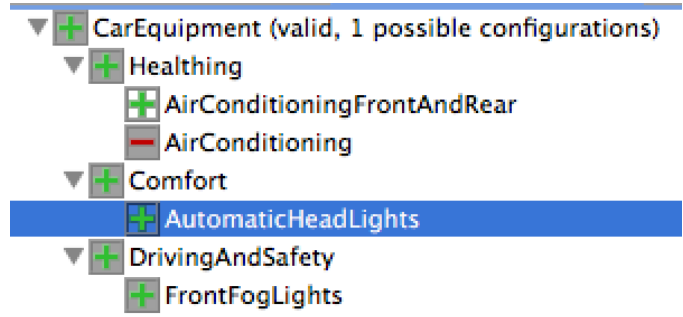 CarEquipment (valid, 1 possible configurations)
Healthing
AirConditioningFrontAndRear
AirConditioning
Comfort
AutomaticHeadLights
DrivingAndSafety
FrontFogLights